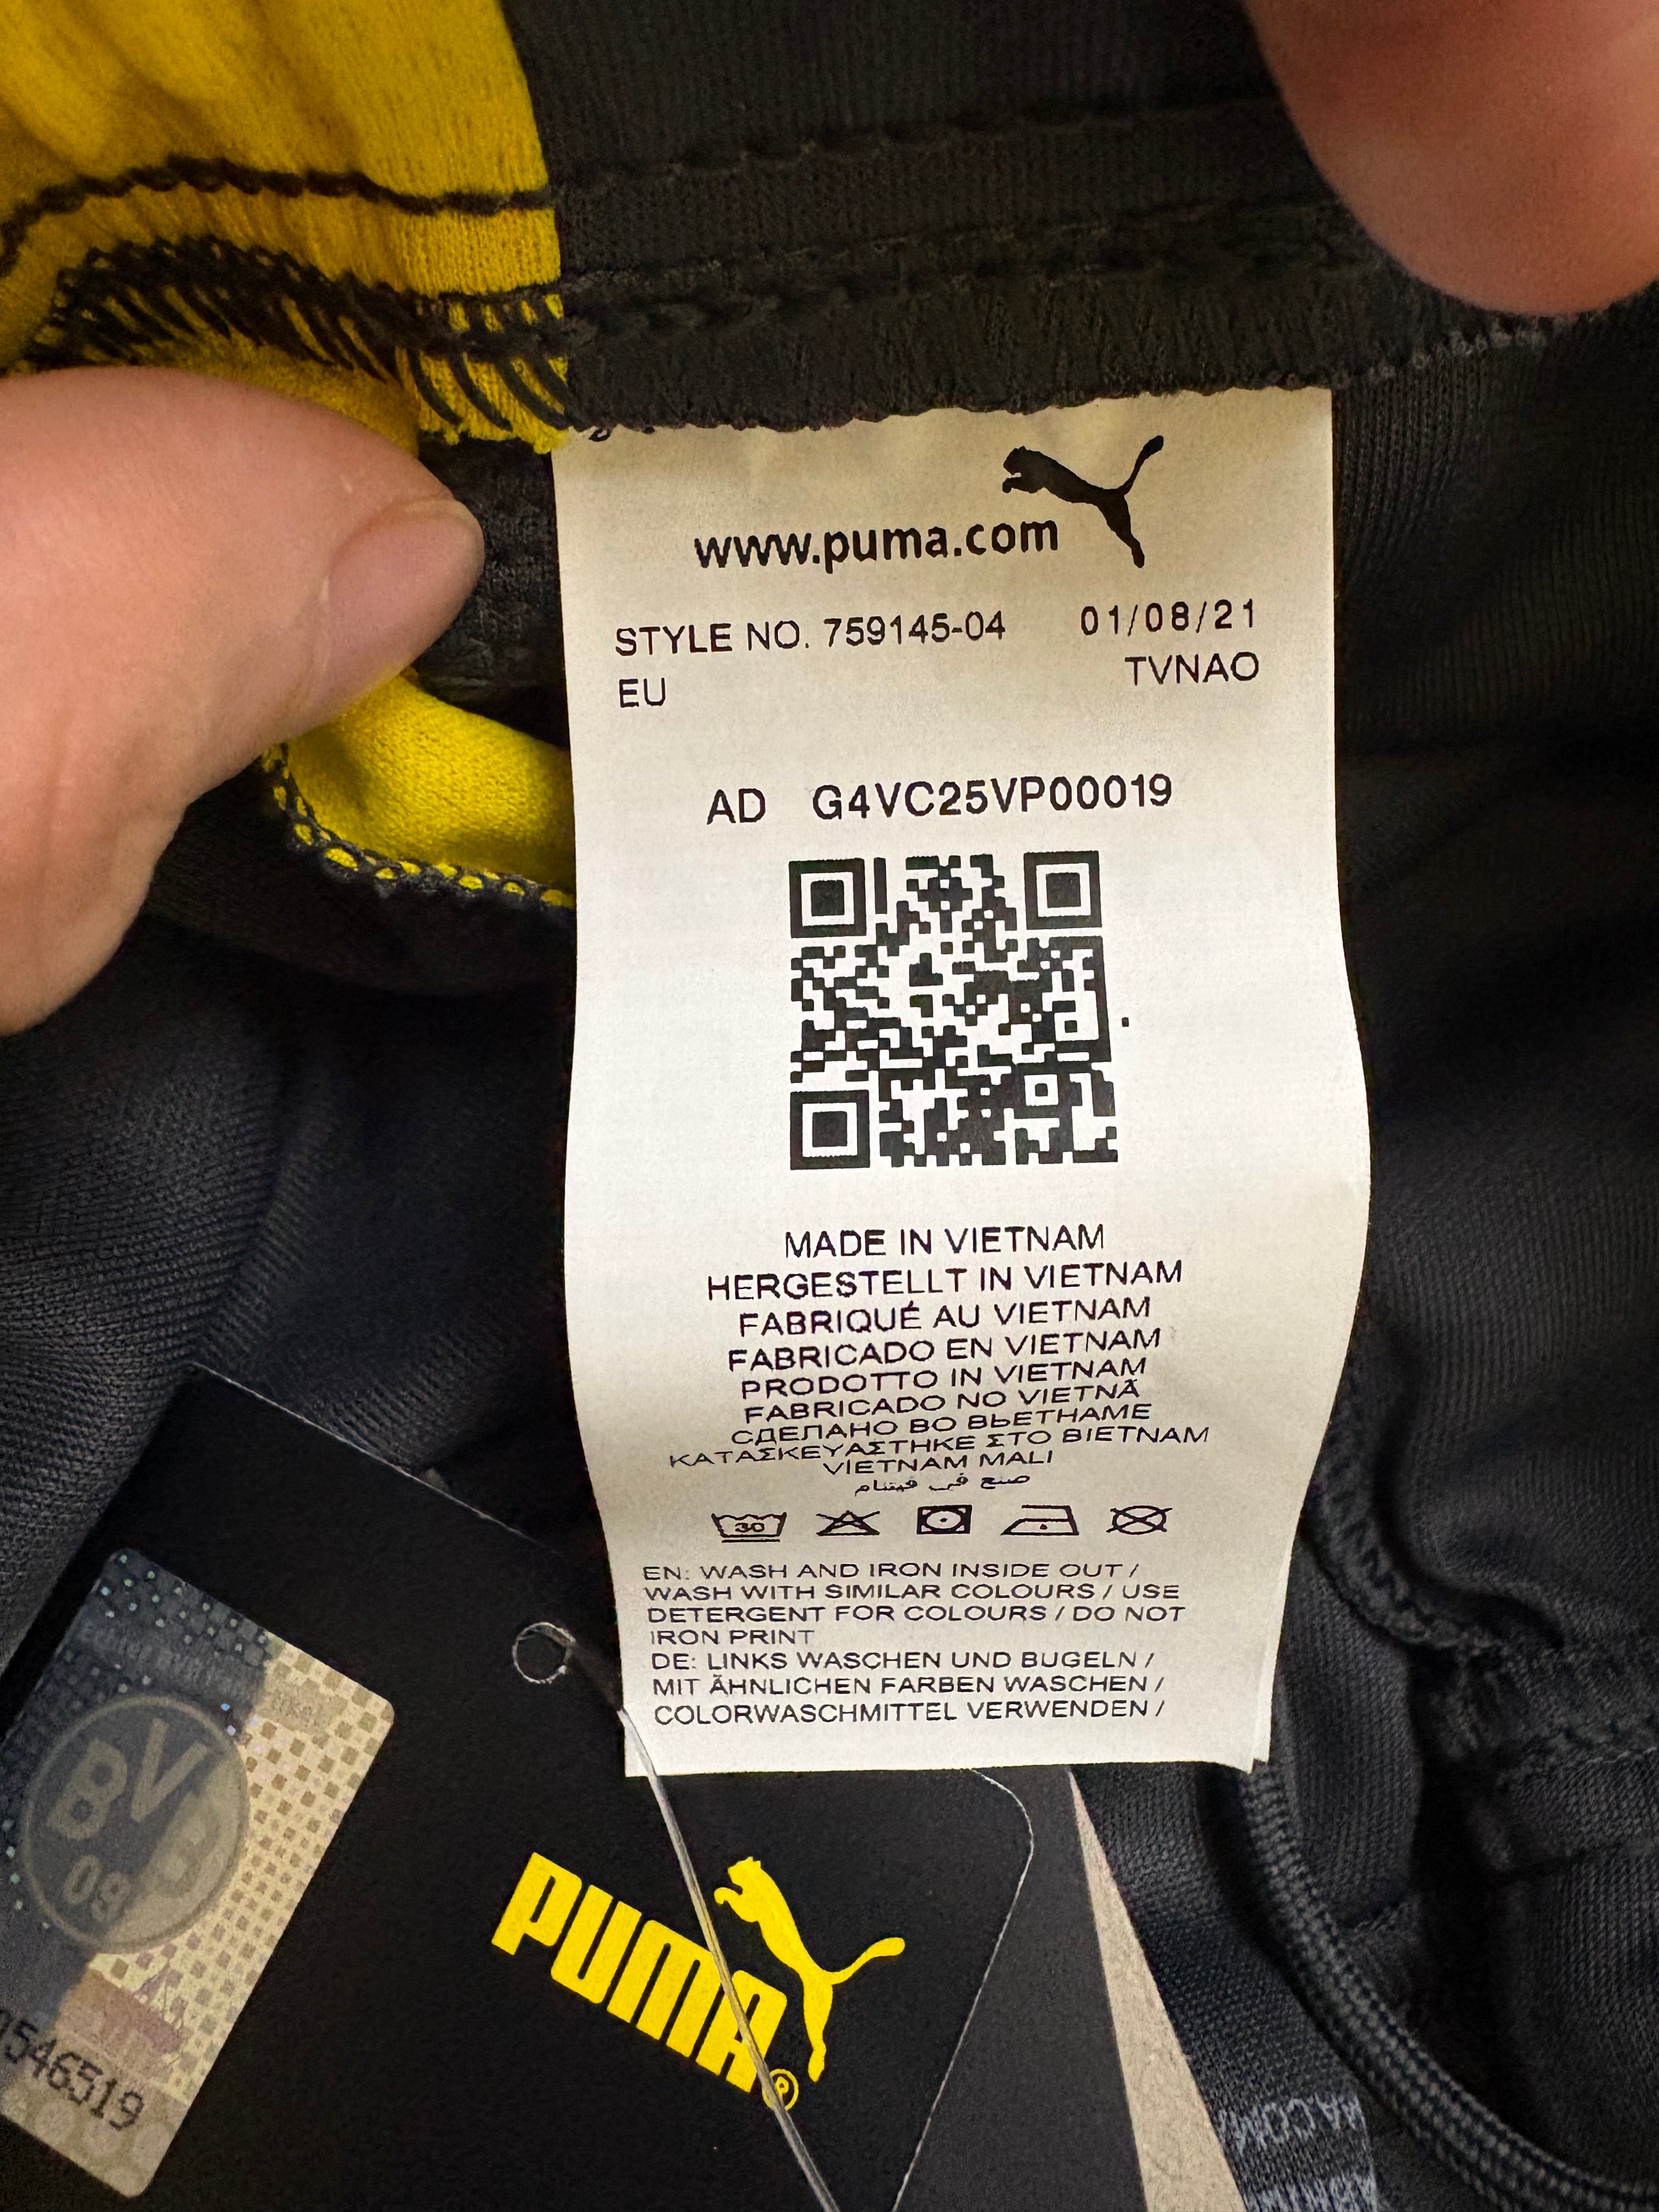 www.puma.com
STYLE NO. 759145-04 01/08/21
EU TVNAO
AD G4VC25VP00019
MADE IN VIETNAM
HERGESTELLT IN VIETNAM
FABRIQUÉ AU VIETNAM
FABRICADO EN VIETNAM
PRODOTTO IN VIETNAM
FABRICADO NO VIETNÃ
СДЕЛАНО ВО ВЬЕТНАМЕ
ΚΑΤΑΣΚΕΥΑΣΤΗΚΕ ΣΤΟ ΒΙΕΤΝΑΜ
VIETNAM MALI
صنع في فيتنام
30
EN: WASH AND IRON INSIDE OUT /
WASH WITH SIMILAR COLOURS / USE
DETERGENT FOR COLOURS / DO NOT
IRON PRINT
DE: LINKS WASCHEN UND BUGELN /
MIT ÄHNLICHEN FARBEN WASCHEN /
COLORWASCHMITTEL VERWENDEN /
BVB
09
546519
PUMA®